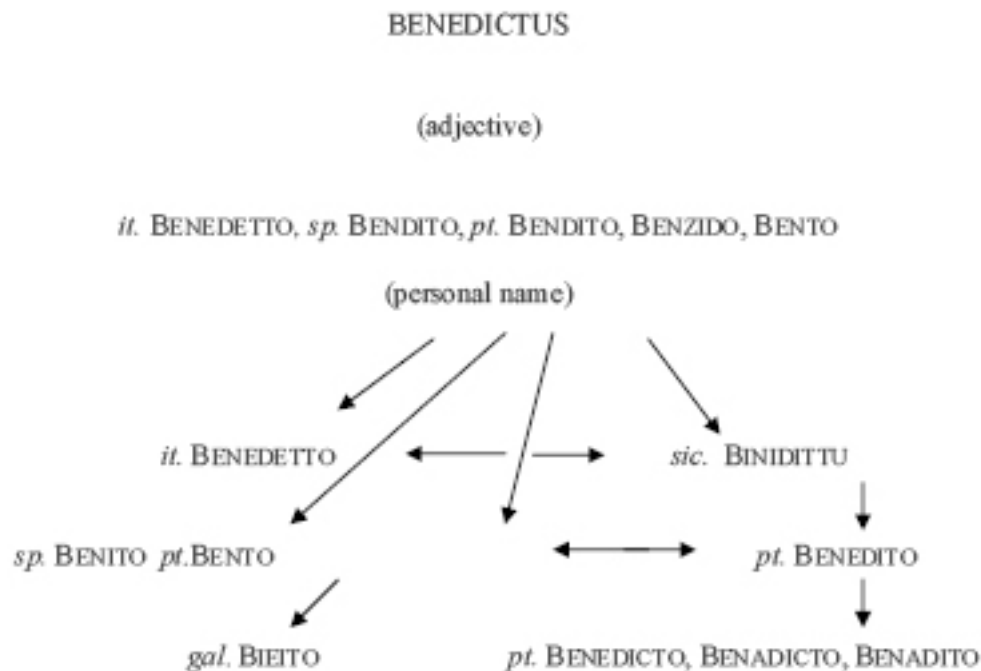 BENEDICTUS
(adjective)
it. BENEDETTO, sp. BENDITO, pt. BENDITO, BENZIDO, BENTO
(personal name)
it. BENEDETTO sic. BINIDITTU
sp. BENITO pt.BENTO pt. BENEDITO
gal. BIEITO pt. BENEDICTO, BENADICTO, BENADITO